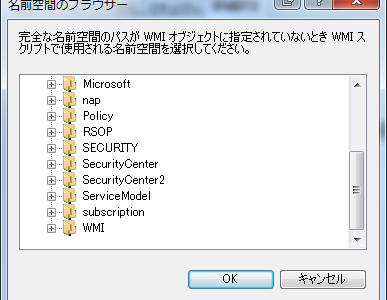 名前空間のブラウザー
完全な名前空間のパスが WMI オブジェクトに指定されていないとき WMI ス
クリプトで使用される名前空間を選択してください。
Microsoft
nap
Policy
RSOP
SECURITY
SecurityCenter
SecurityCenter2
ServiceModel
subscription
WMI
OK
キャンセル